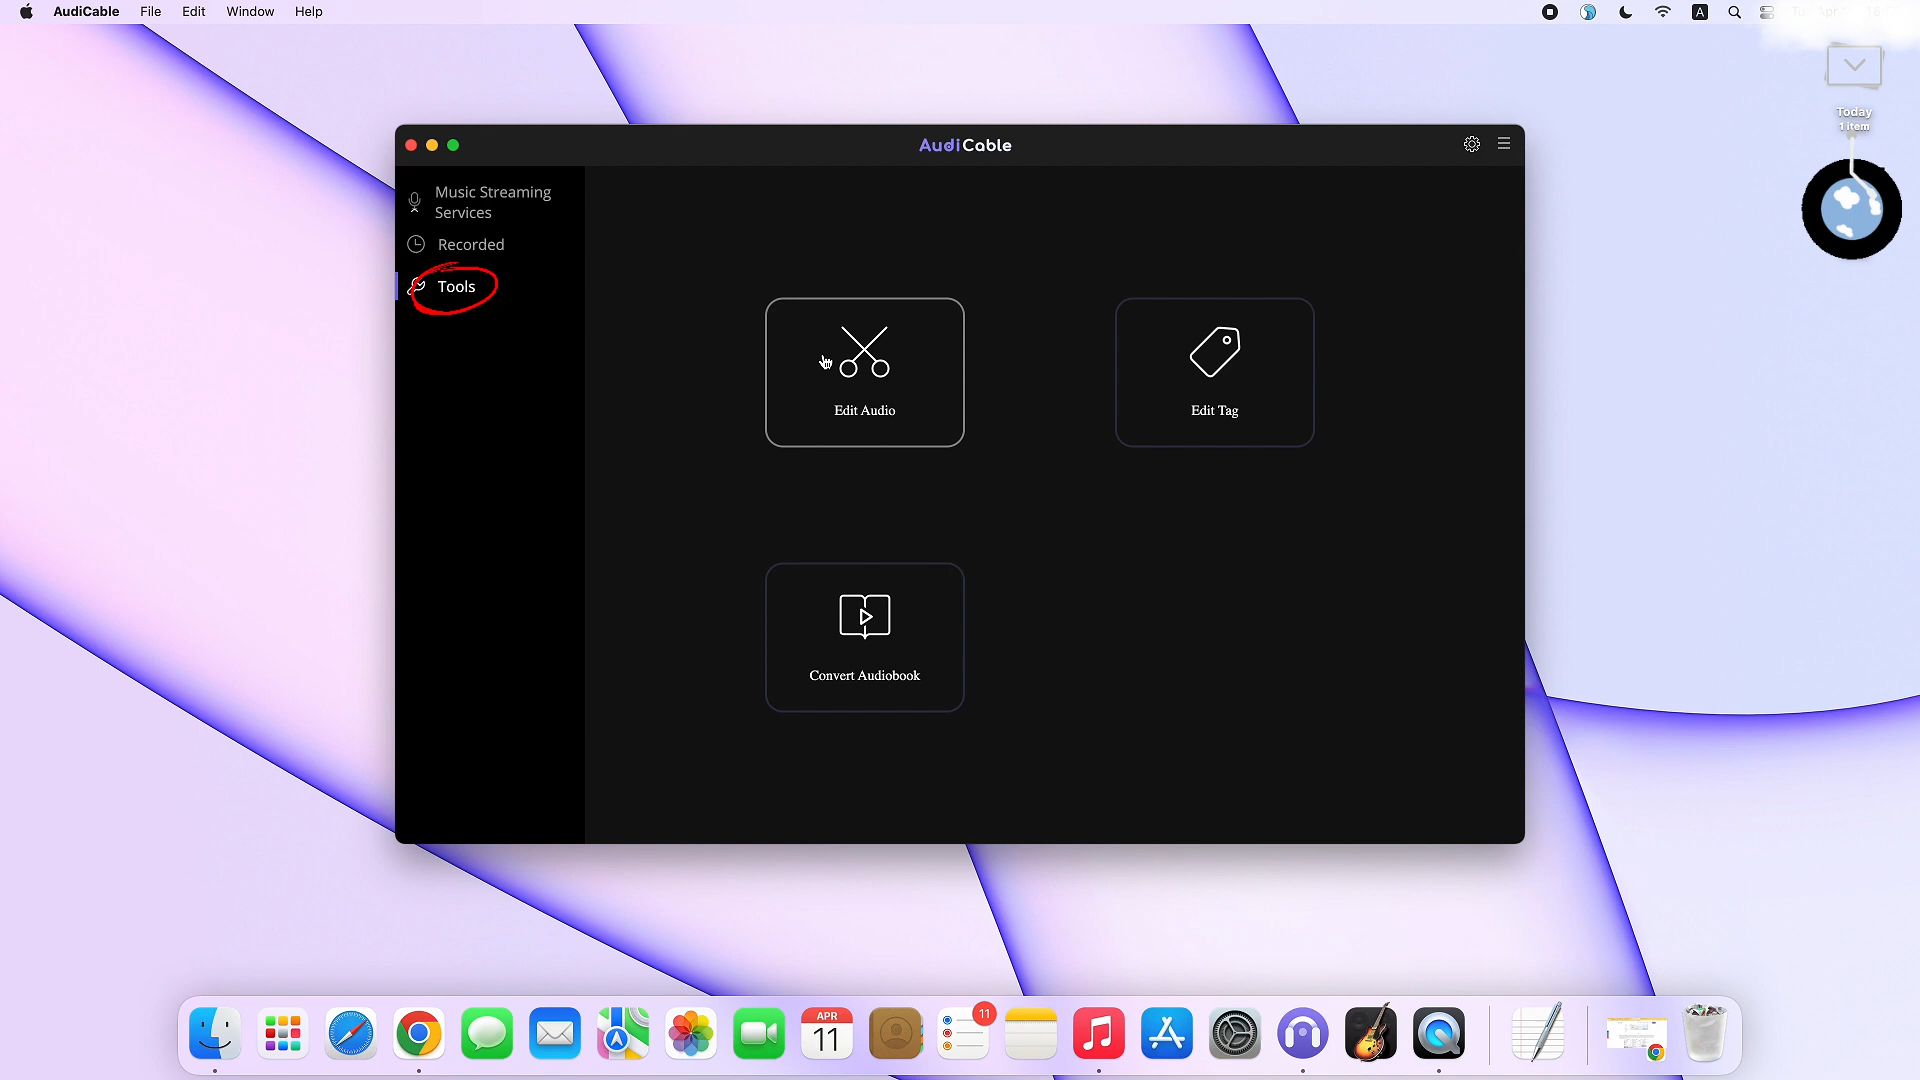 AudiCable File Edit Window Help
A
Today
1 item
AudiCable
Music Streaming
Services
Recorded
Tools
Edit Audio
Edit Tag
Convert Audiobook
11
APR
11